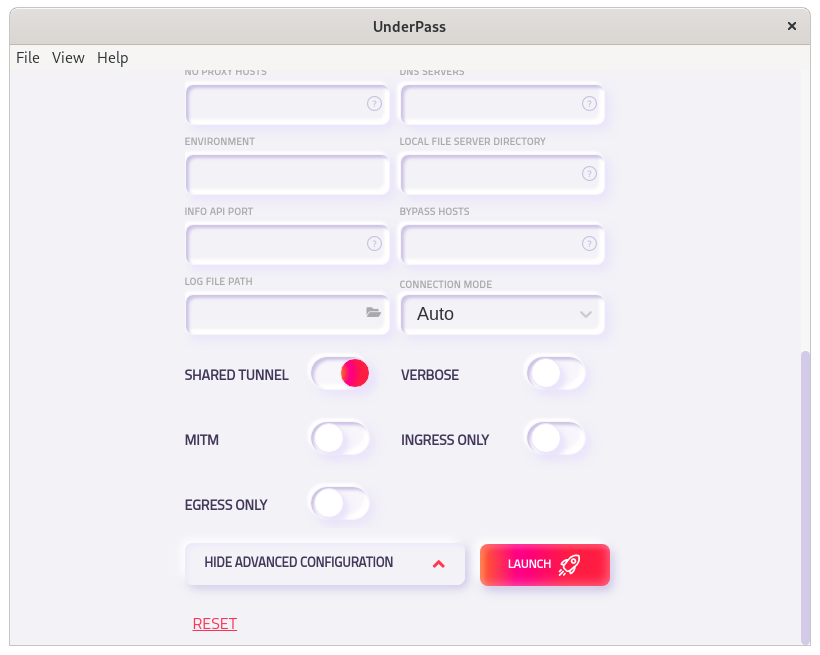 UnderPass
File View Help
NO PROXY HOSTS DNS SERVERS
ENVIRONMENT LOCAL FILE SERVER DIRECTORY
INFO API PORT BYPASS HOSTS
LOG FILE PATH CONNECTION MODE
Auto
SHARED TUNNEL VERBOSE
MITM INGRESS ONLY
EGRESS ONLY
HIDE ADVANCED CONFIGURATION LAUNCH
RESET